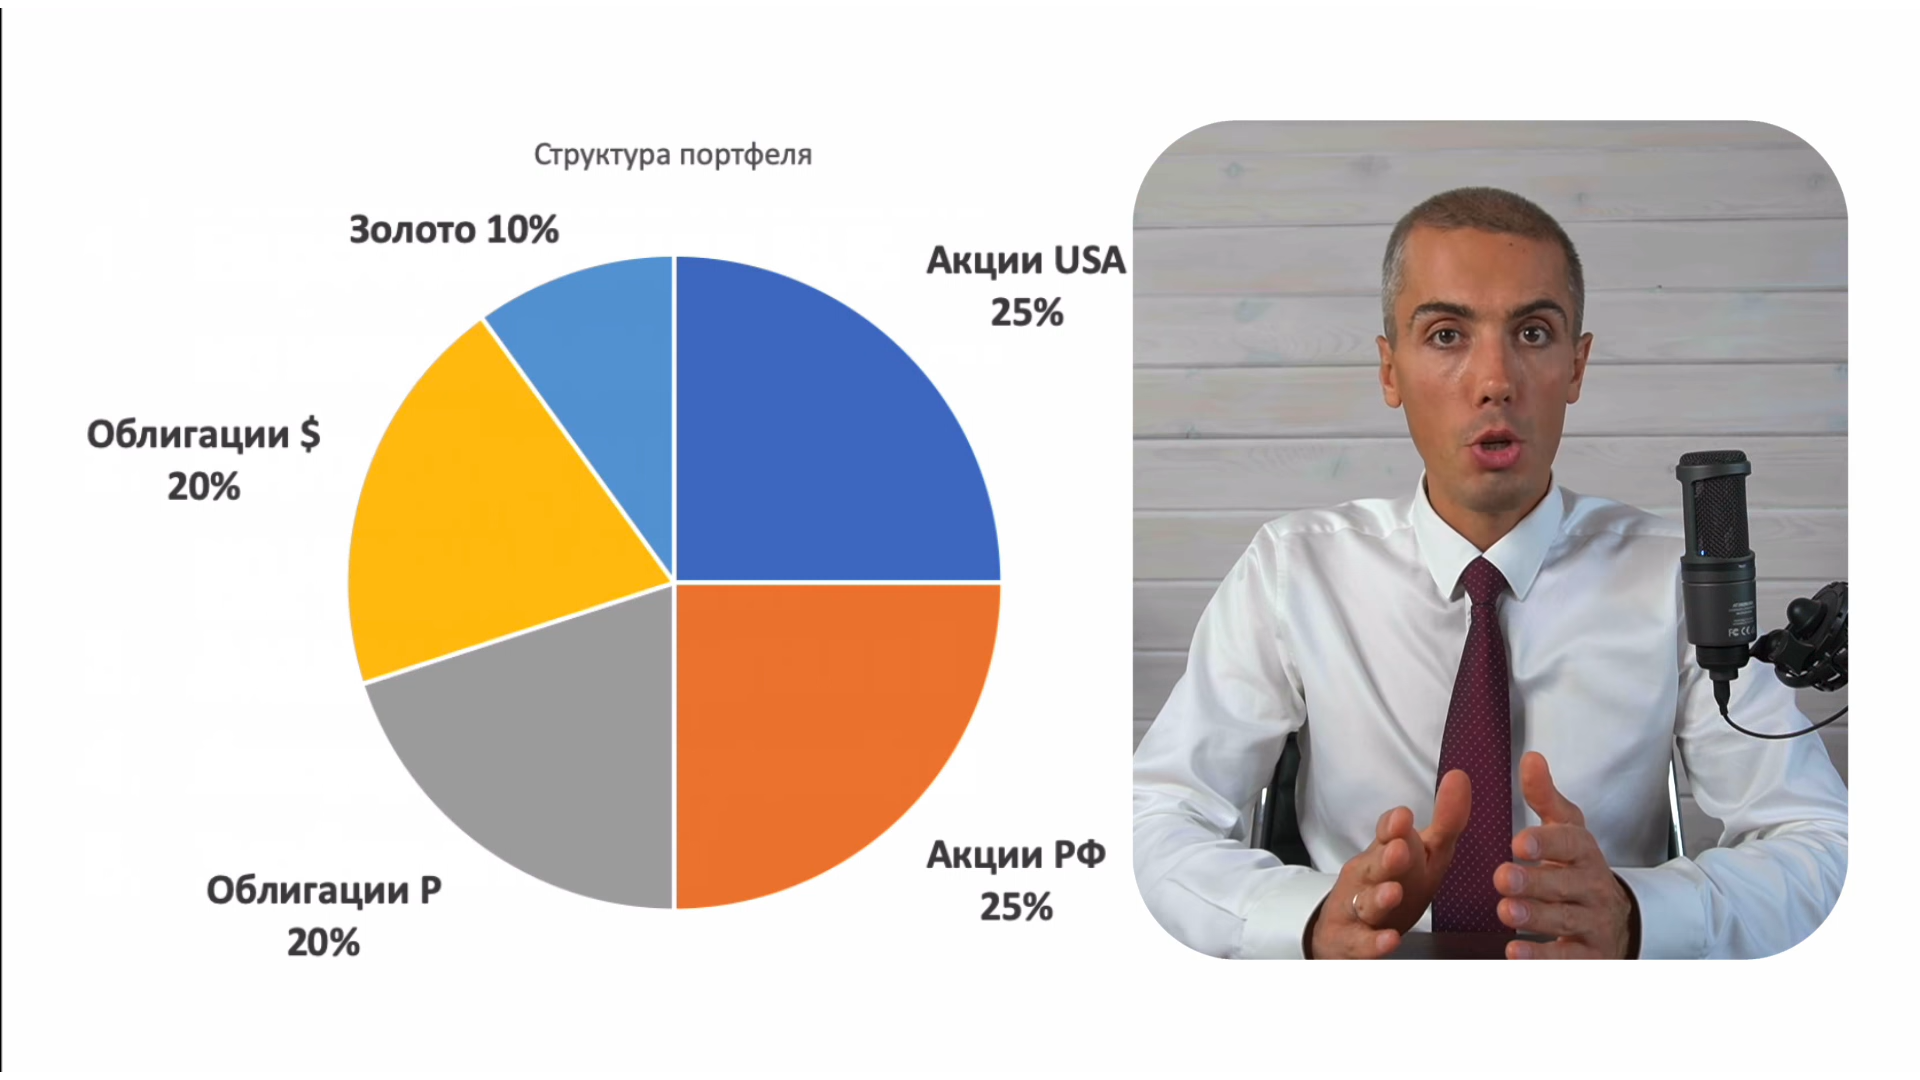 Структура портфеля
Золото 10%
Акции USA
25%
Облигации $
20%
Акции РФ
25%
Облигации Р
20%